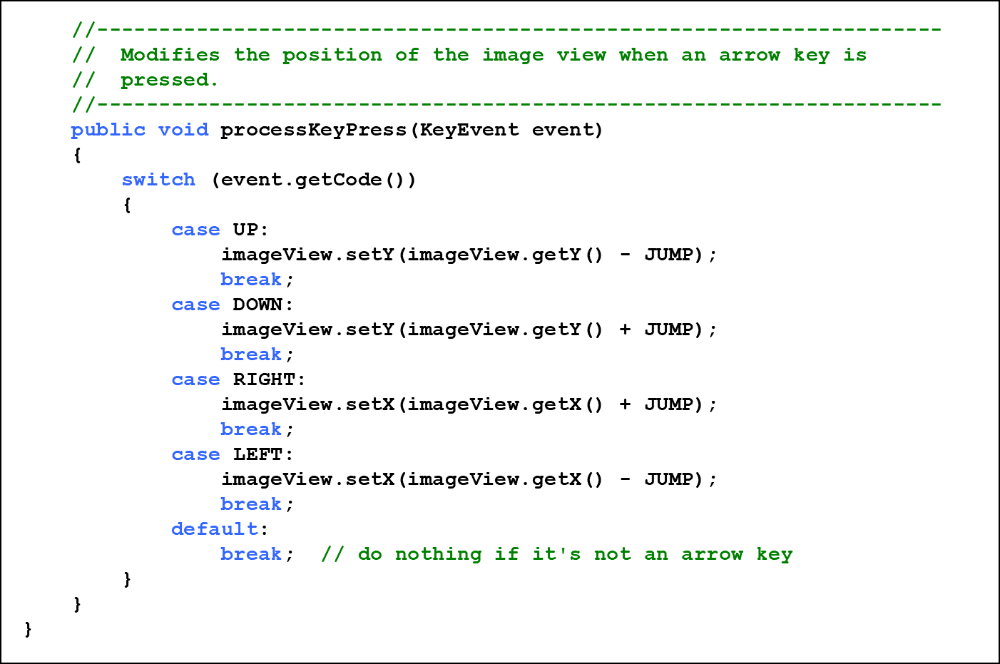 //--------------------------------------------------------------------
//  Modifies the position of the image view when an arrow key is
//  pressed.
//--------------------------------------------------------------------
public void processKeyPress(KeyEvent event)
{
    switch (event.getCode())
    {
        case UP:
            imageView.setY(imageView.getY() - JUMP);
            break;
        case DOWN:
            imageView.setY(imageView.getY() + JUMP);
            break;
        case RIGHT:
            imageView.setX(imageView.getX() + JUMP);
            break;
        case LEFT:
            imageView.setX(imageView.getX() - JUMP);
            break;
        default:
            break;  // do nothing if it's not an arrow key
    }
}
}